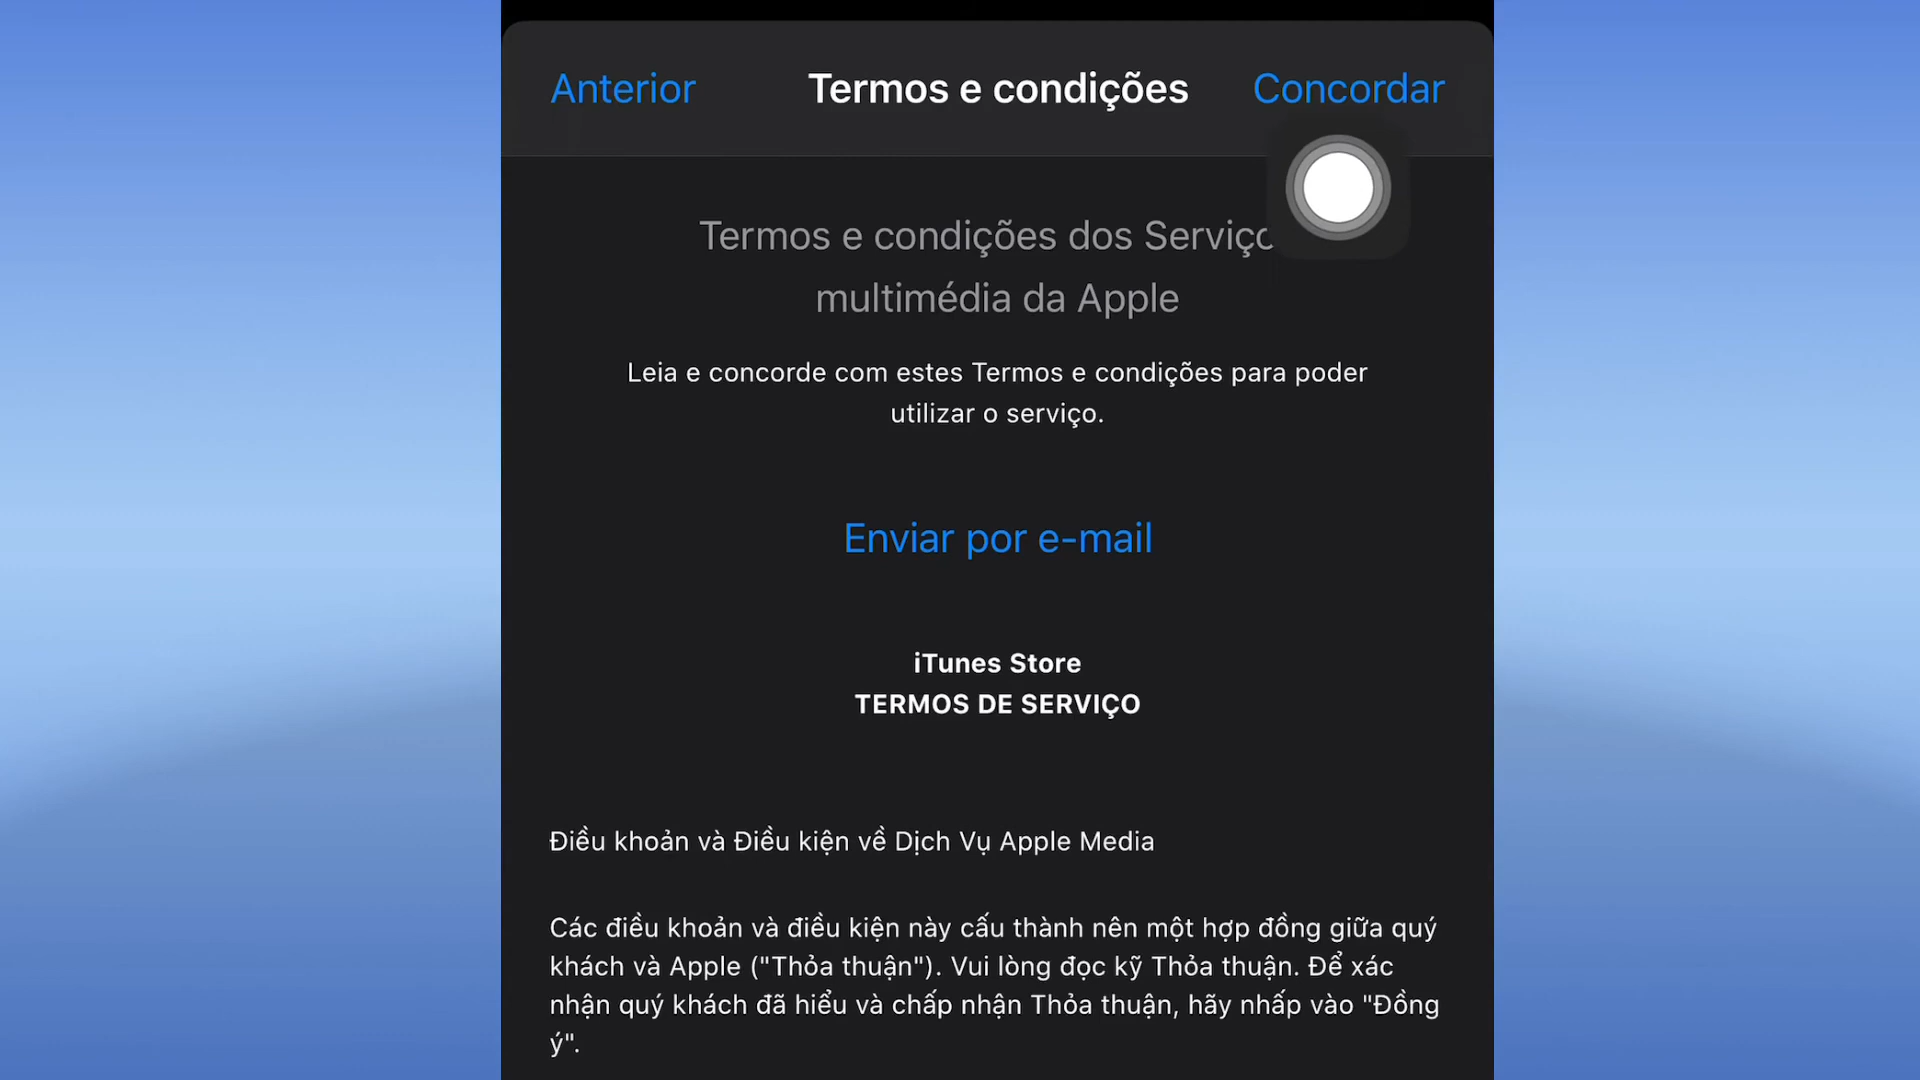 Anterior
Termos e condições
Concordar
Termos e condições dos Serviço
multimédia da Apple
Leia e concorde com estes Termos e condições para poder
utilizar o serviço.
Enviar por e-mail
iTunes Store
TERMOS DE SERVIÇO
Điều khoản và Điều kiện về Dịch Vụ Apple Media
Các điều khoản và điều kiện này cấu thành nên một hợp đồng giữa quý
khách và Apple ("Thỏa thuận"). Vui lòng đọc kỹ Thỏa thuận. Để xác
nhận quý khách đã hiểu và chấp nhận Thỏa thuận, hãy nhấp vào "Đồng
ý".